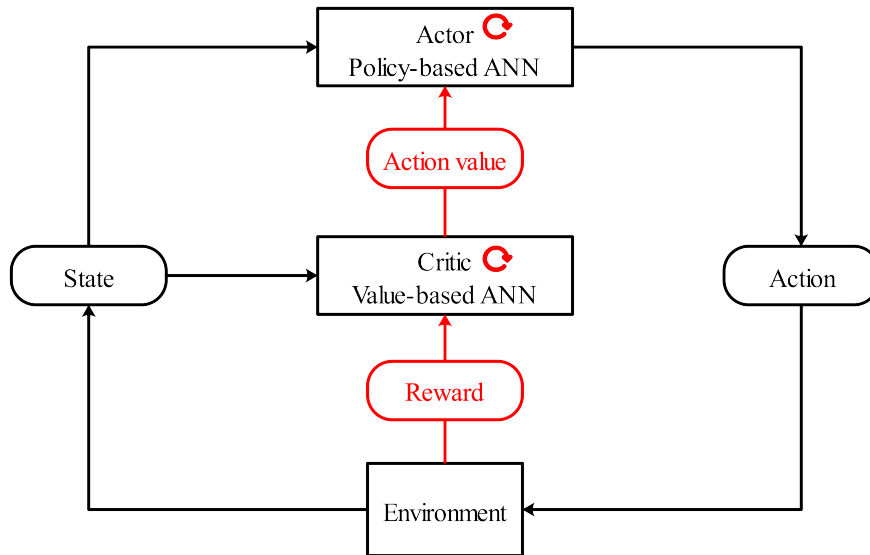 Actor
Policy-based ANN
Action value
State
Critic
Value-based ANN
Action
Reward
Environment